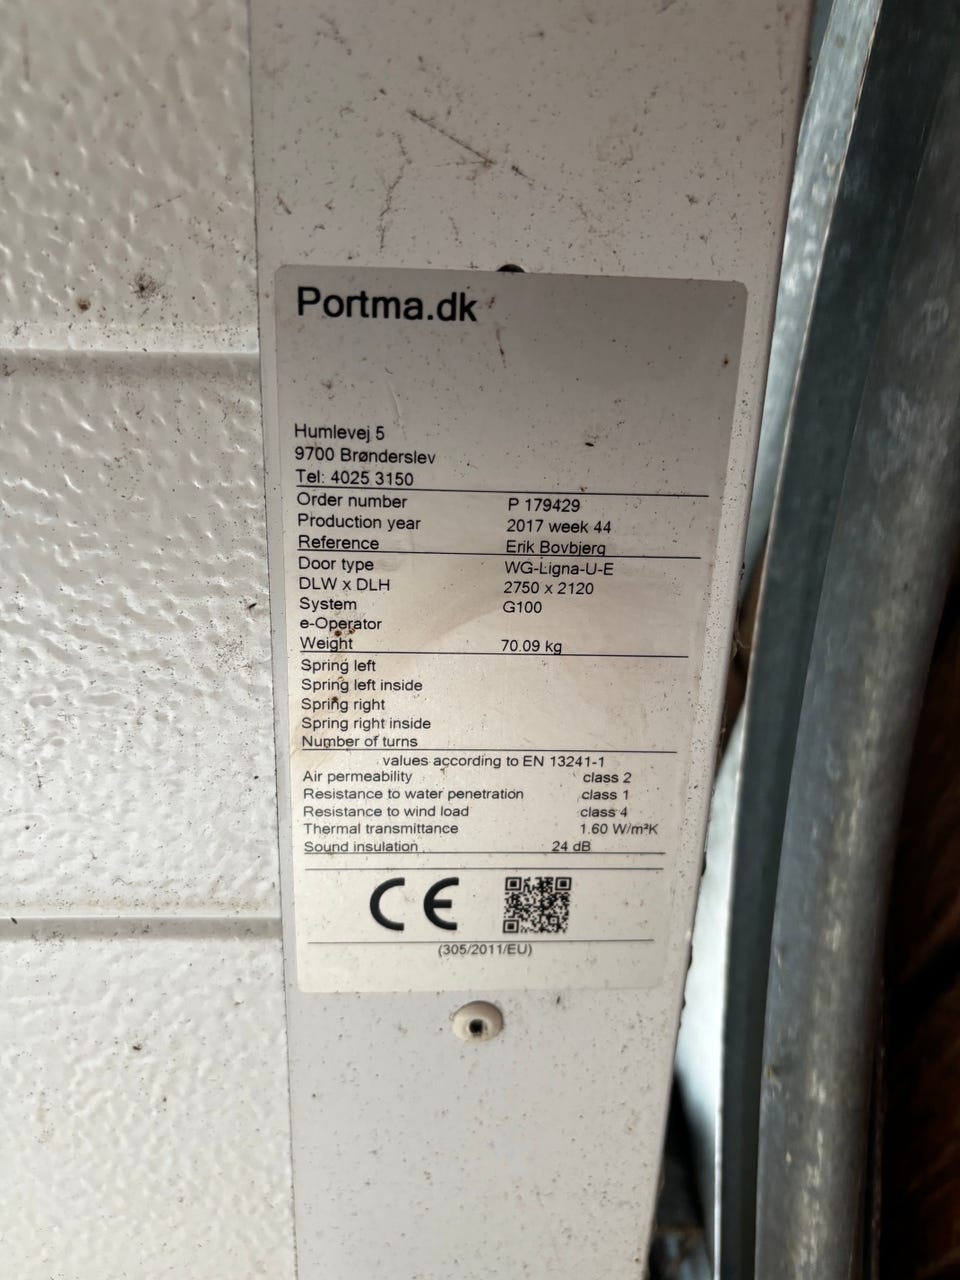 Portma.dk
Humlevej 5
9700 Brønderslev
Tel: 4025 3150
Order number P 179429
Production year 2017 week 44
Reference Erik Bovbjerg
Door type WG-Ligna-U-E
DLW x DLH 2750 x 2120
System G100
e-Operator
Weight 70.09 kg
Spring left
Spring left inside
Spring right
Spring right inside
Number of turns
values according to EN 13241-1
Air permeability class 2
Resistance to water penetration class 1
Resistance to wind load class 4
Thermal transmittance 1.60 W/m²K
Sound insulation 24 dB
CE
(305/2011/EU)